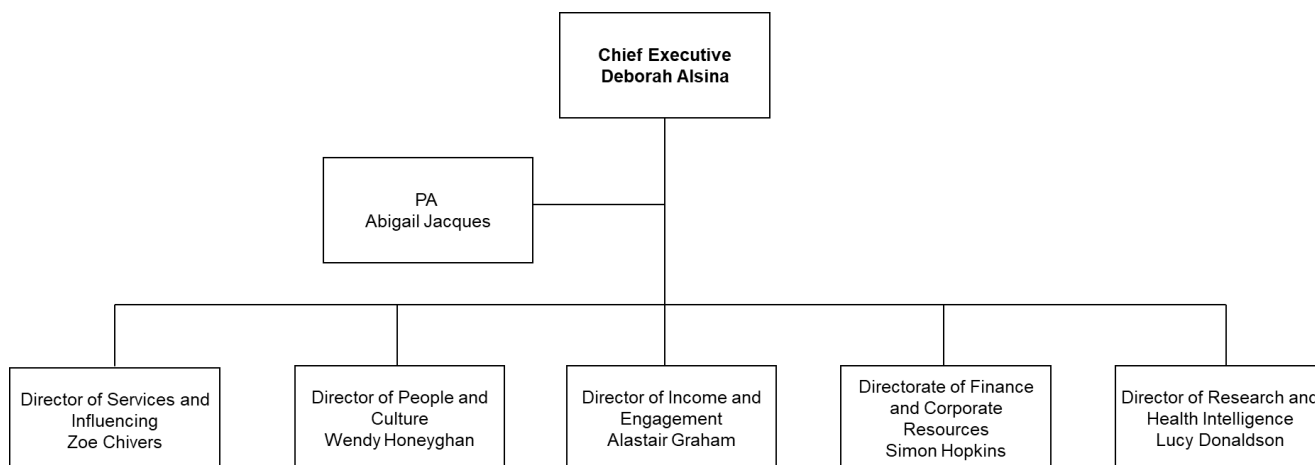 Chief Executive
Deborah Alsina
PA
Abigail Jacques
Director of Services and
Influencing
Zoe Chivers
Director of People and
Culture
Wendy Honeyghan
Director of Income and
Engagement
Alastair Graham
Directorate of Finance
and Corporate
Resources
Simon Hopkins
Director of Research and
Health Intelligence
Lucy Donaldson